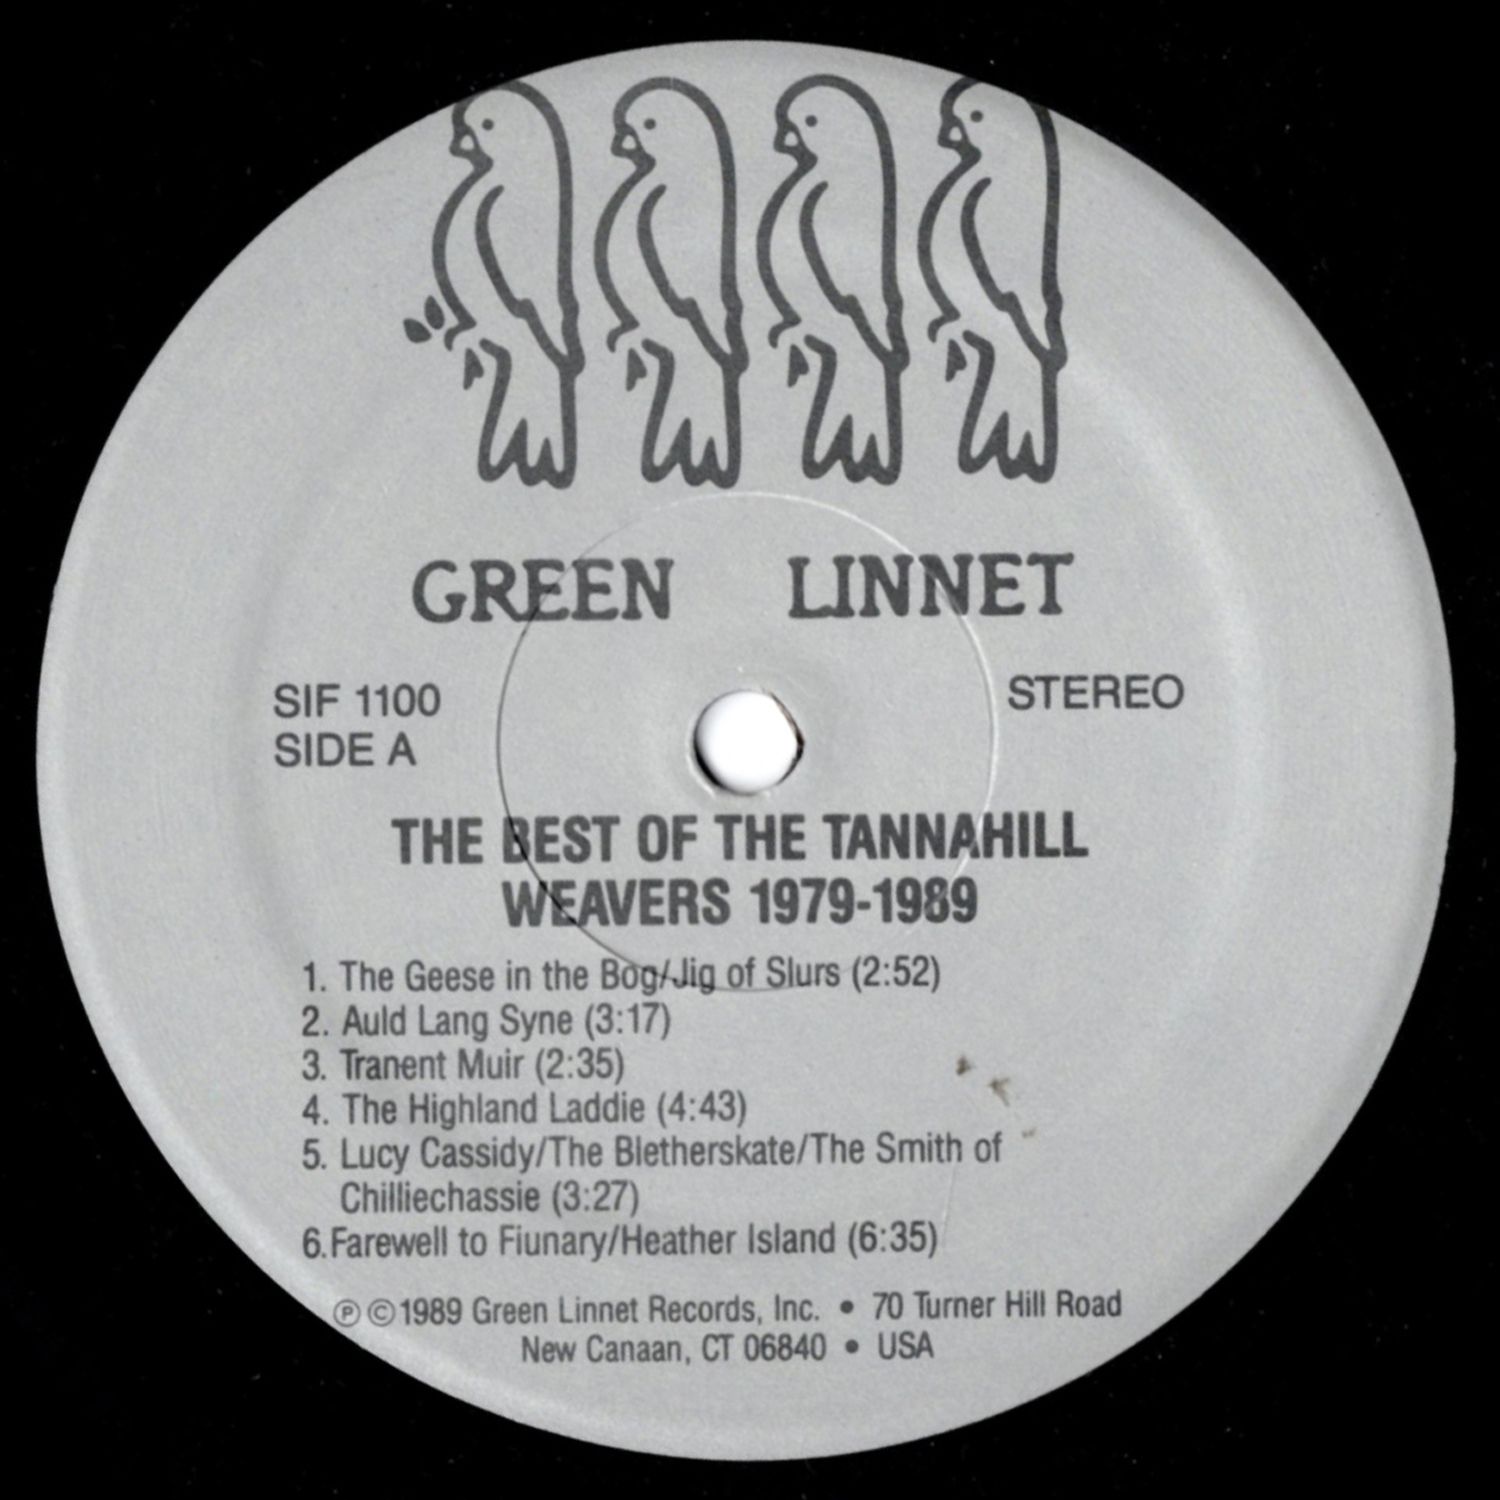 GREEN LINNET
SIF 1100
STEREO
SIDE A
THE BEST OF THE TANNAHILL
WEAVERS 1979-1989
1. The Geese in the Bog/Jig of Slurs (2:52)
2. Auld Lang Syne (3:17)
3. Tranent Muir (2:35)
4. The Highland Laddie (4:43)
5. Lucy Cassidy/The Bletherskate/The Smith of
Chilliechassie (3:27)
6.Farewell to Fiunary/Heather Island (6:35)
℗ ©1989 Green Linnet Records, Inc. • 70 Turner Hill Road
New Canaan, CT 06840 • USA